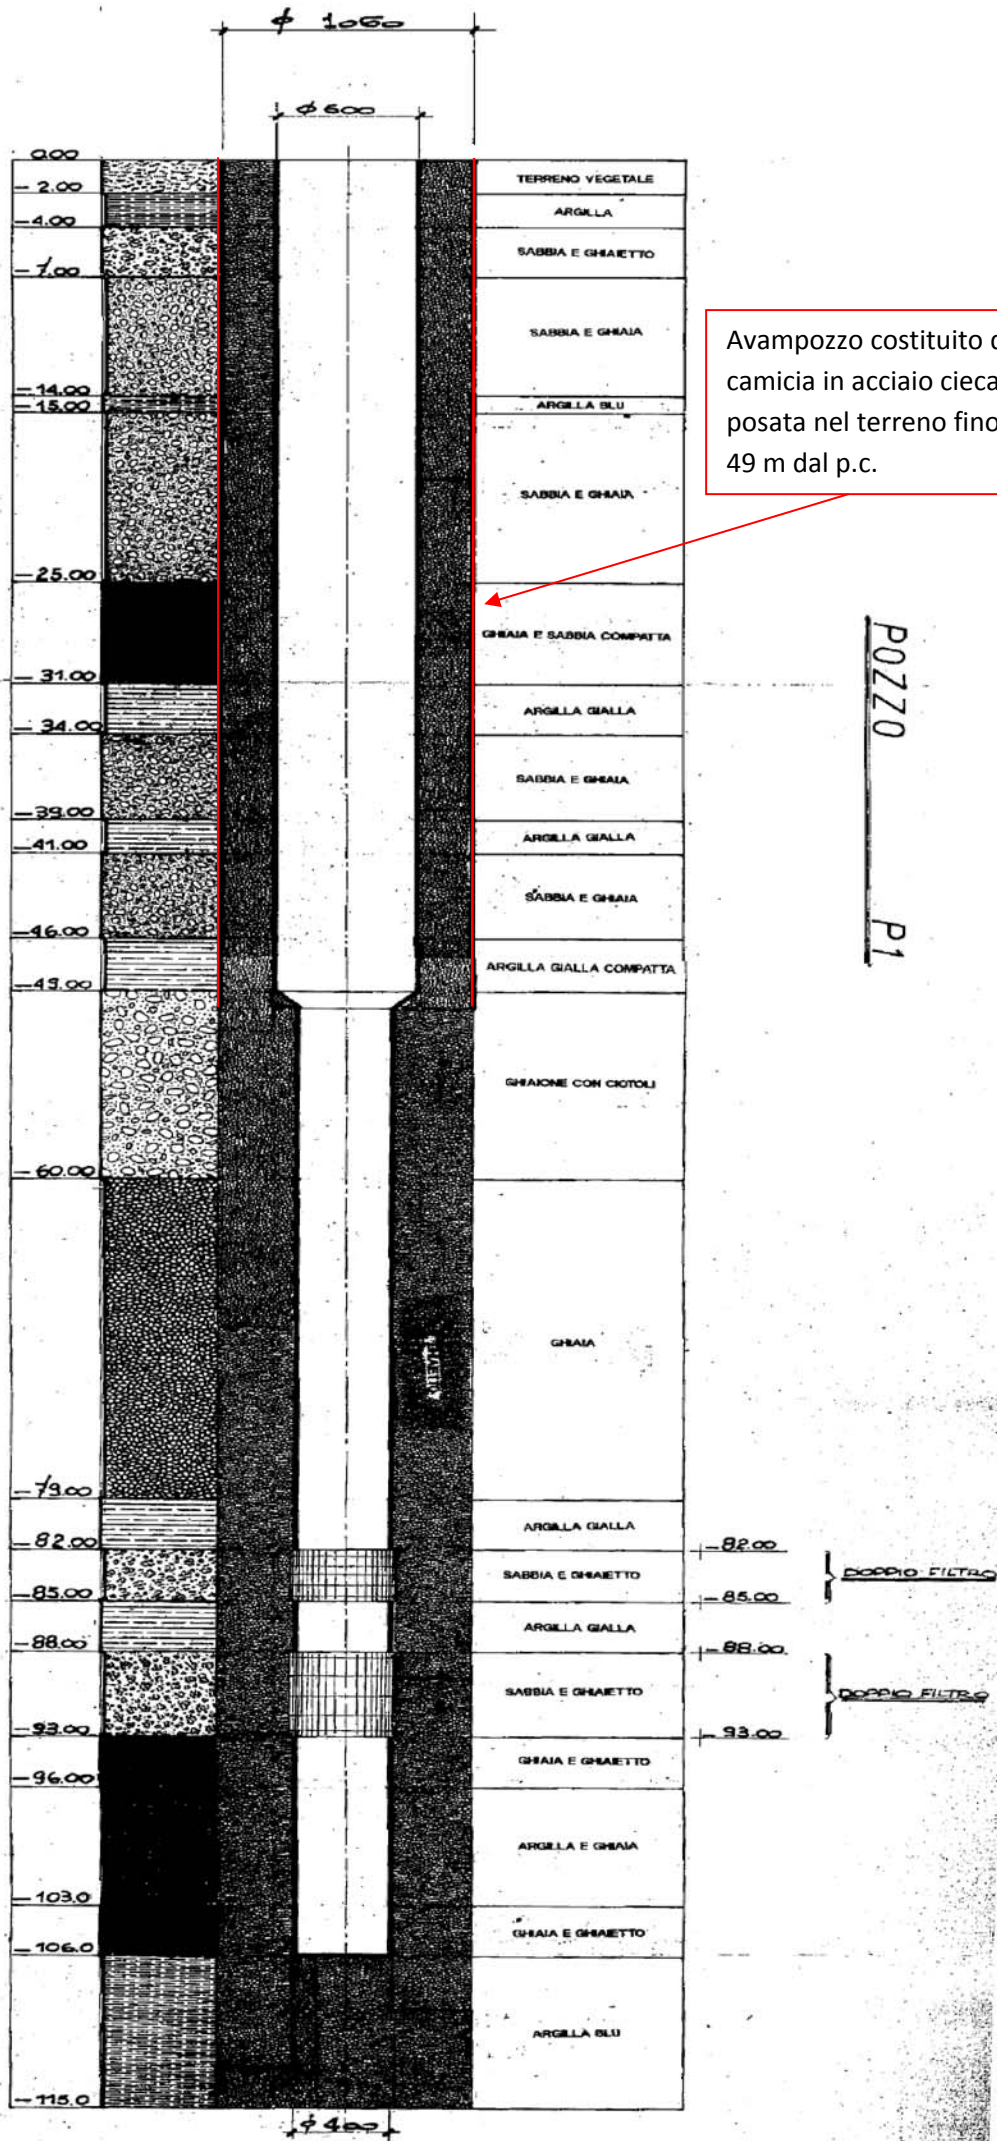 ϕ 1060
ϕ 600
0.00
-2.00
-4.00
-7.00
-14.00
-15.00
-25.00
-31.00
-34.00
-39.00
-41.00
-46.00
-49.00
-60.00
-79.00
-82.00
-85.00
-88.00
-93.00
-96.00
-103.0
-106.0
-115.0
TERRENO VEGETALE
ARGILLA
SABBIA E GHIAIETTO
SABBIA E GHIAIA
ARGILLA BLU
SABBIA E GHIAIA
GHIAIA E SABBIA COMPATTA
ARGILLA GIALLA
SABBIA E GHIAIA
ARGILLA GIALLA
SABBIA E GHIAIA
ARGILLA GIALLA COMPATTA
GHIAIONE CON CIOTOLI
GHIAIA
ARGILLA GIALLA
SABBIA E GHIAIETTO
ARGILLA GIALLA
SABBIA E GHIAIETTO
GHIAIA E GHIAIETTO
ARGILLA E GHIAIA
GHIAIA E GHIAIETTO
ARGILLA BLU
Avampozzo costituito d
camicia in acciaio cieca
posata nel terreno fino
49 m dal p.c.
POZZO P1
-82.00
-85.00
DOPPIO FILTRO
-88.00
-93.00
DOPPIO FILTRO
ϕ 400